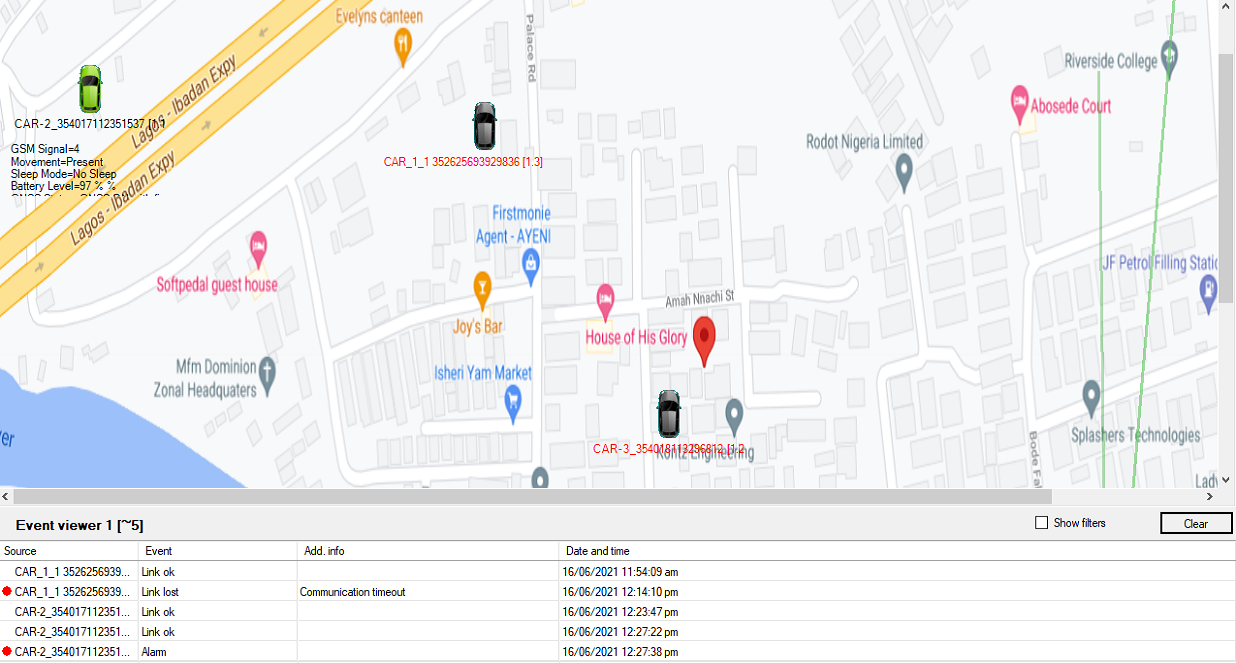 Evelyns canteen
Palace Rd
Lagos - Ibadan Expy
Riverside College
CAR-2_354017112351537 [1.1
Abosede Court
GSM Signal=4
Movement=Present
Sleep Mode=No Sleep
Battery Level=97 % %
CAR_1_1 352625693929836 [1.3]
Rodot Nigeria Limited
Lagos - Ibadan Expy
Firstmonie
Agent - AYENI
JF Petrol Filling Statio
Softpedal guest house
Amah Nnachi St
Joy's Bar
House of His Glory
Mfm Dominion
Zonal Headquaters
Isheri Yam Market
er
Splashers Technologies
CAR-3_354018113296812 [1.2
Kontz Engineering
Bode Fal
Lady
Event viewer 1 [~5]
Show filters
Clear
Source Event Add. info Date and time
CAR_1_1 3526256939... Link ok 16/06/2021 11:54:09 am
CAR_1_1 3526256939... Link lost Communication timeout 16/06/2021 12:14:10 pm
CAR-2_354017112351... Link ok 16/06/2021 12:23:47 pm
CAR-2_354017112351... Link ok 16/06/2021 12:27:22 pm
CAR-2_354017112351... Alarm 16/06/2021 12:27:38 pm